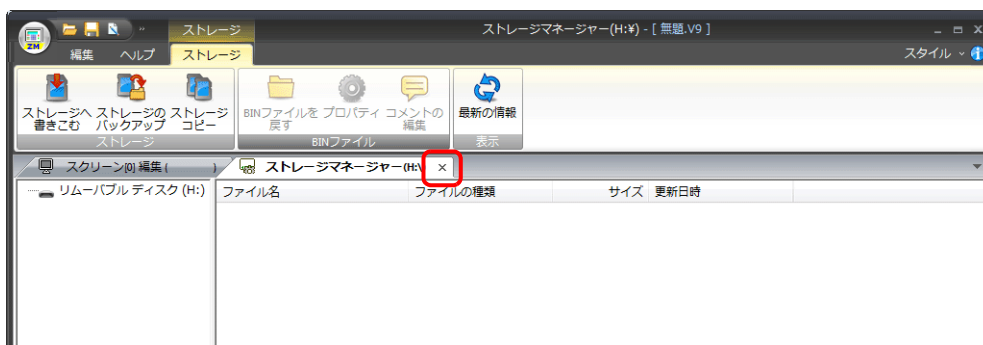 ストレージ
ストレージマネージャー(H:¥) - [ 無題.V9 ]
ZM
編集 ヘルプ ストレージ
スタイル
ストレージへ書きこむ
ストレージのバックアップ
ストレージコピー
BINファイルを戻す
プロパティ
コメントの編集
最新の情報
ストレージ
BINファイル
表示
スクリーン[0] 編集 ( )
ストレージマネージャー(H:\ ×
リムーバブル ディスク (H:)
ファイル名 ファイルの種類 サイズ 更新日時